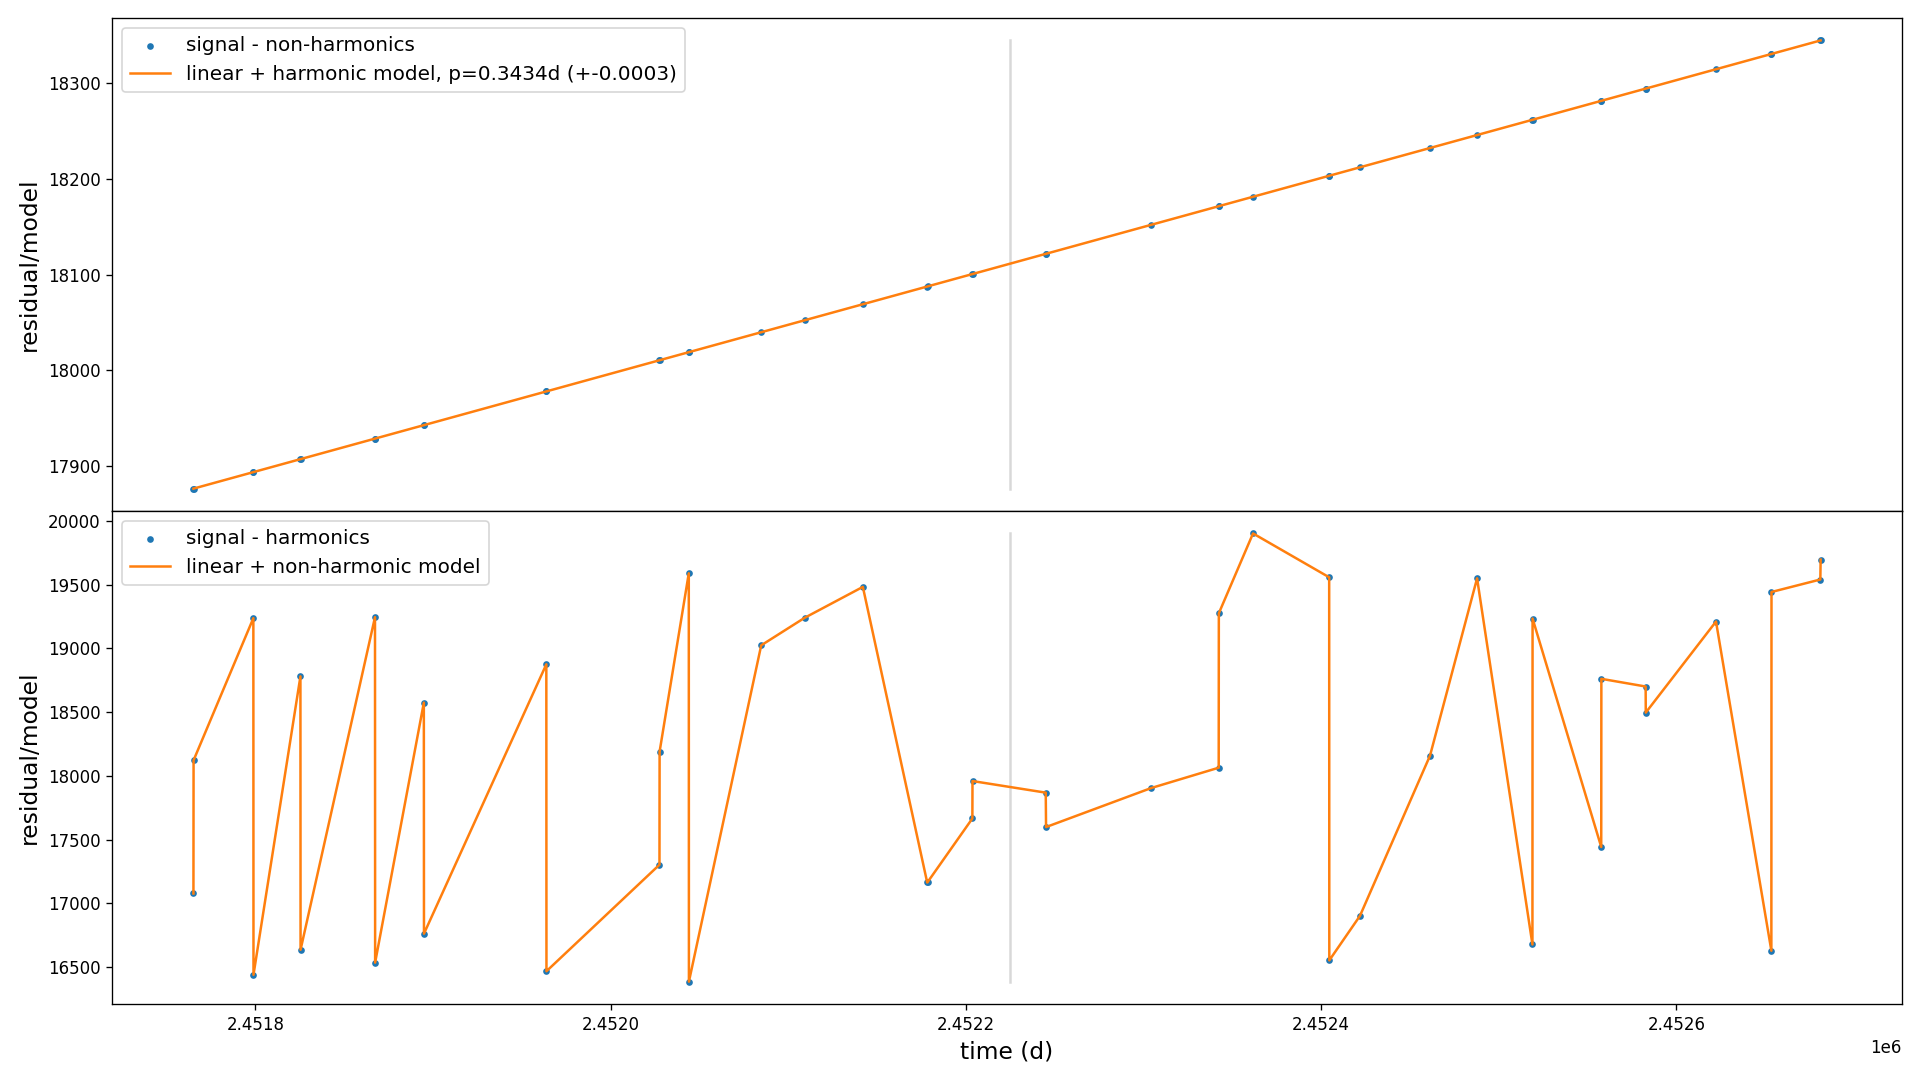 signal - non-harmonics
linear + harmonic model, p=0.3434d (+-0.0003)
residual/model
18300
18200
18100
18000
17900
signal - harmonics
linear + non-harmonic model
residual/model
20000
19500
19000
18500
18000
17500
17000
16500
2.4518
2.4520
2.4522
2.4524
2.4526
1e6
time (d)